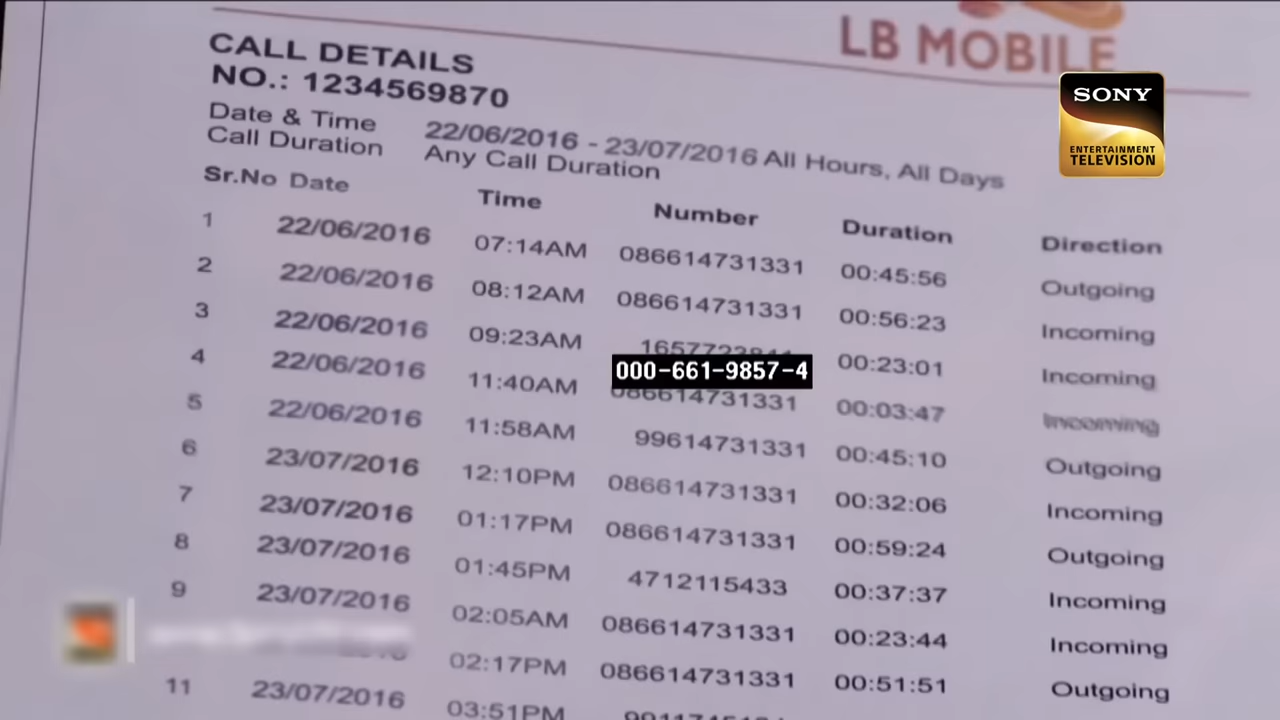 LB MOBILE
SONY
ENTERTAINMENT
TELEVISION
CALL DETAILS
NO.: 1234569870
Date & Time 22/06/2016 - 23/07/2016 All Hours, All Days
Call Duration Any Call Duration
Sr.No Date Time Number Duration Direction
1 22/06/2016 07:14AM 086614731331 00:45:56 Outgoing
2 22/06/2016 08:12AM 086614731331 00:56:23 Incoming
3 22/06/2016 09:23AM 00:23:01 Incoming
000-661-9857-4
4 22/06/2016 11:40AM 086614731331 00:03:47 Incoming
5 22/06/2016 11:58AM 99614731331 00:45:10 Outgoing
6 23/07/2016 12:10PM 086614731331 00:32:06 Incoming
7 23/07/2016 01:17PM 086614731331 00:59:24 Outgoing
8 23/07/2016 01:45PM 4712115433 00:37:37 Incoming
9 23/07/2016 02:05AM 086614731331 00:23:44 Incoming
02:17PM 086614731331 00:51:51 Outgoing
11 23/07/2016 03:51PM